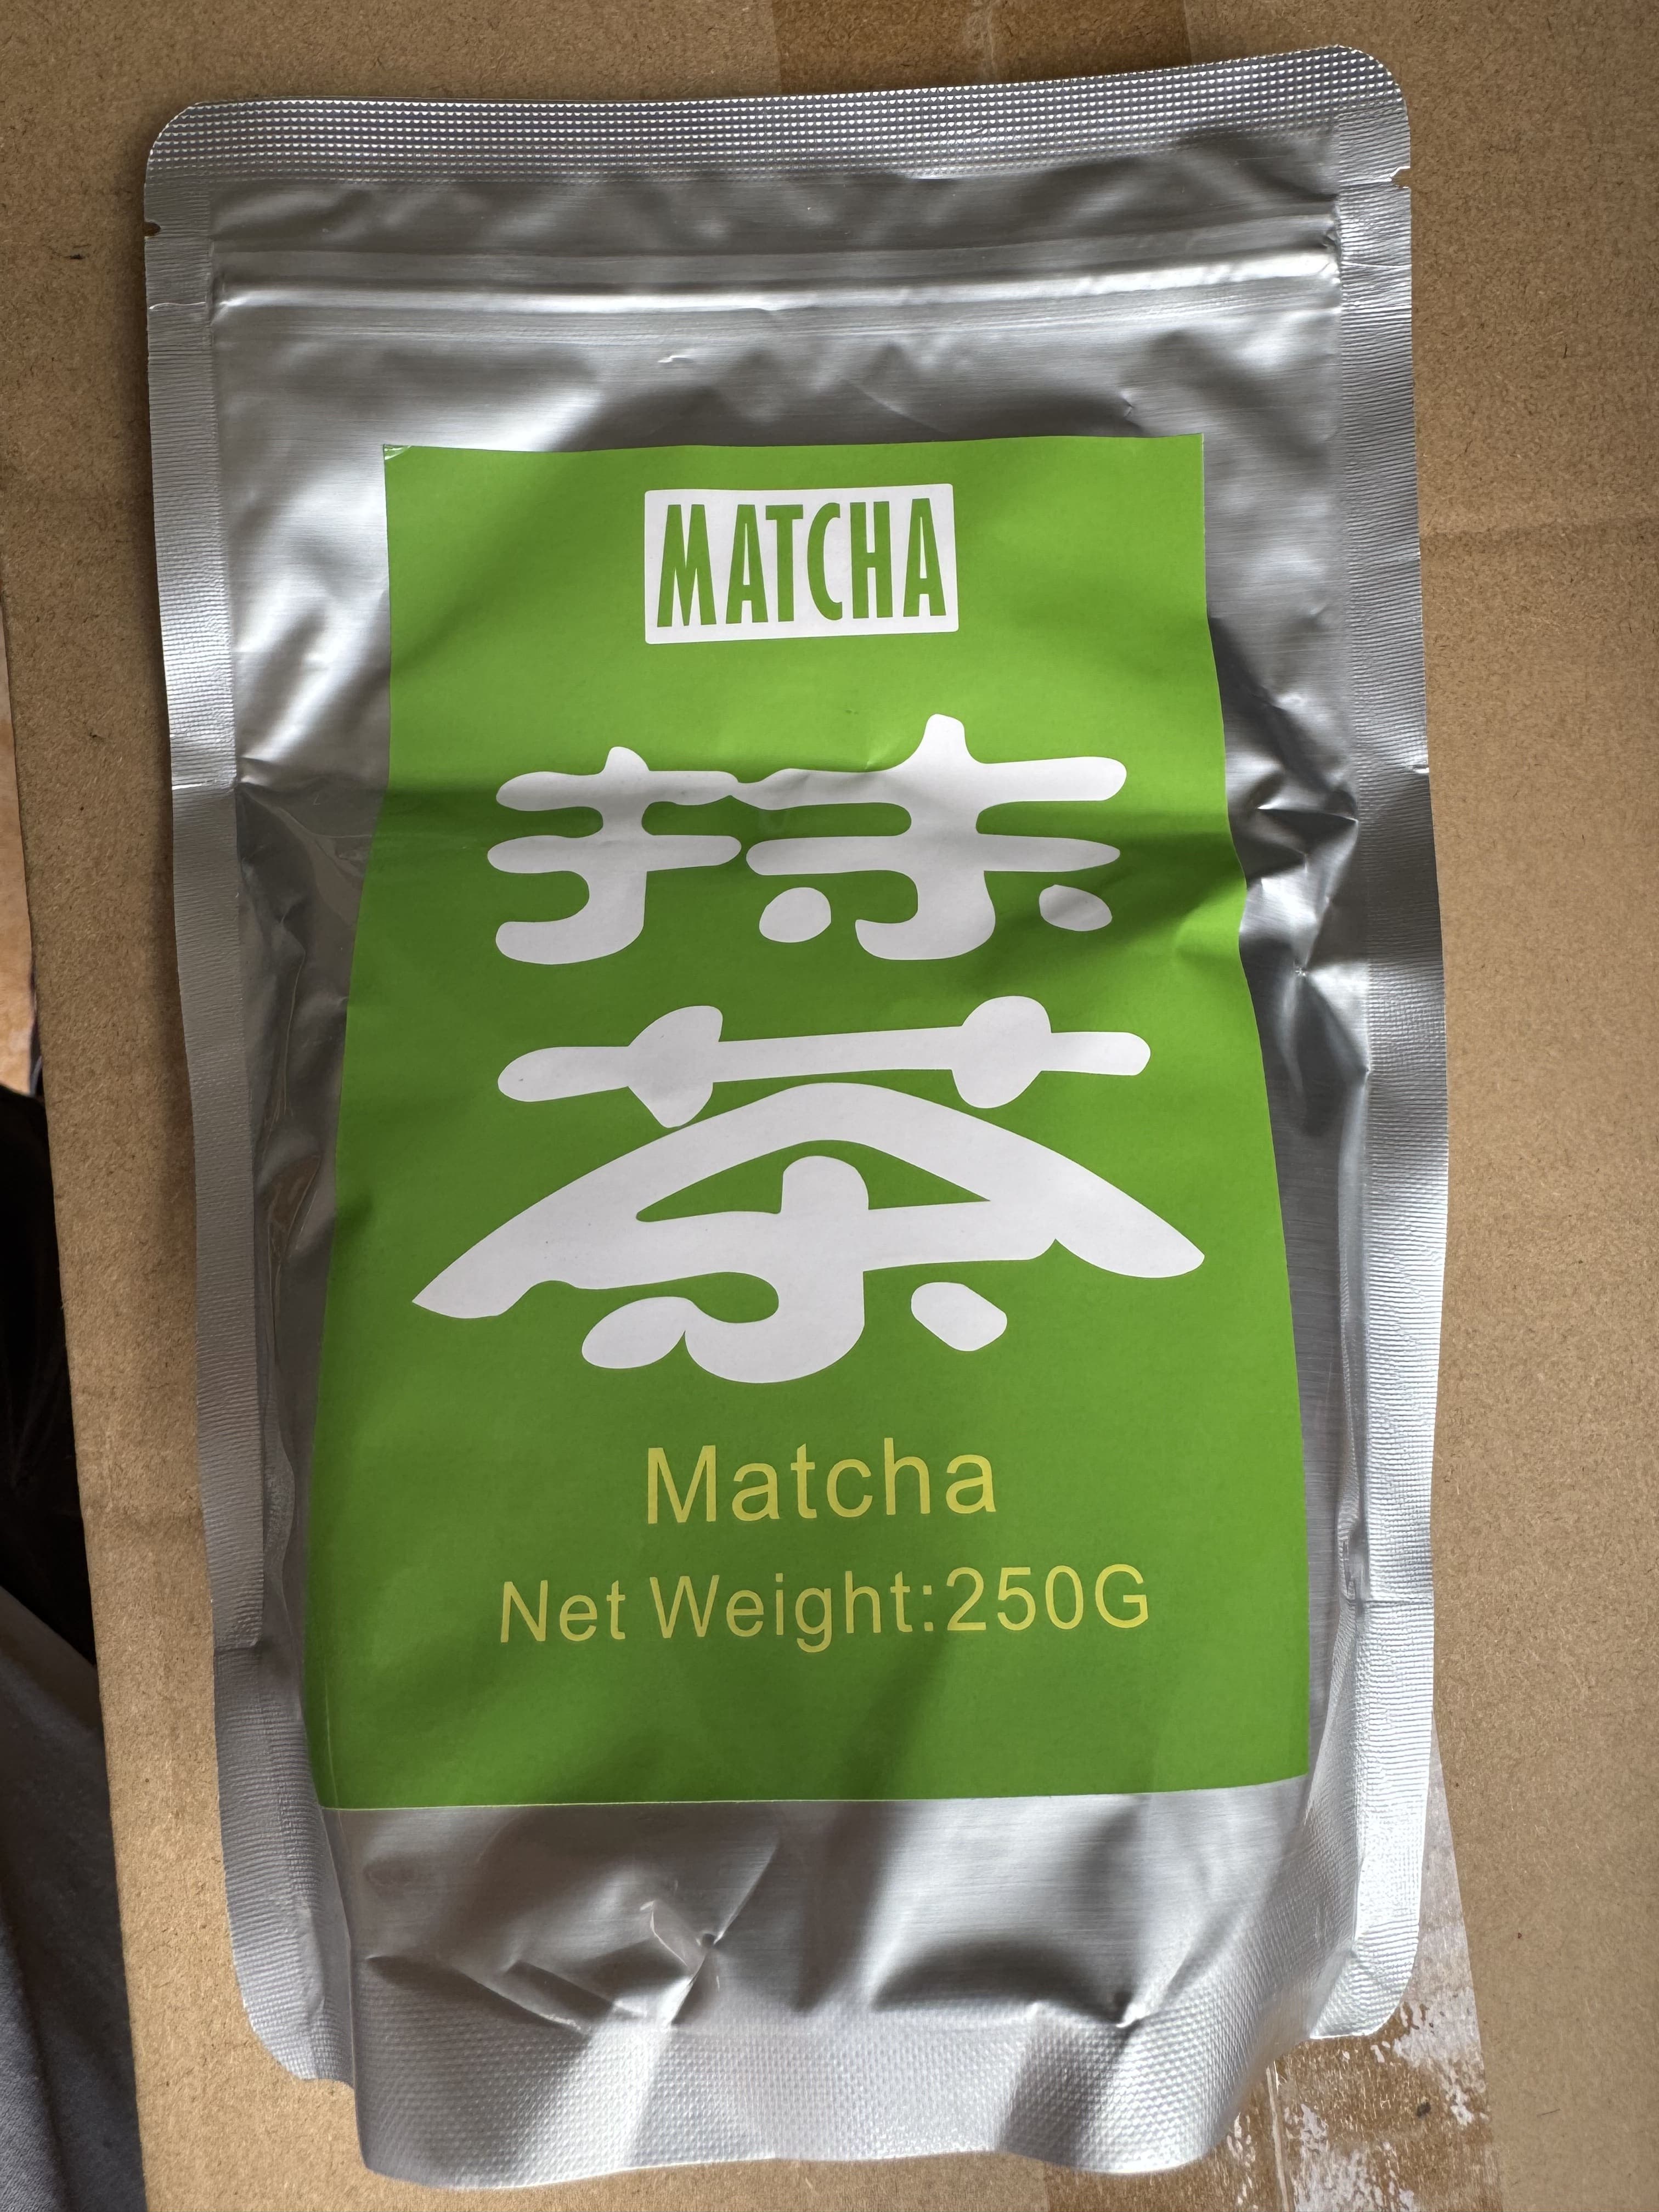 MATCHA
抹
茶
Matcha
Net Weight:250G